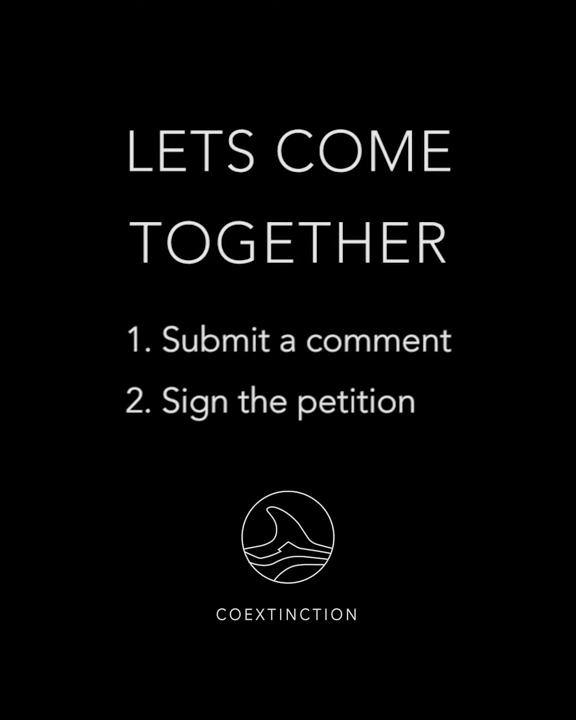 LETS COME
TOGETHER
1. Submit a comment
2. Sign the petition
COEXTINCTION